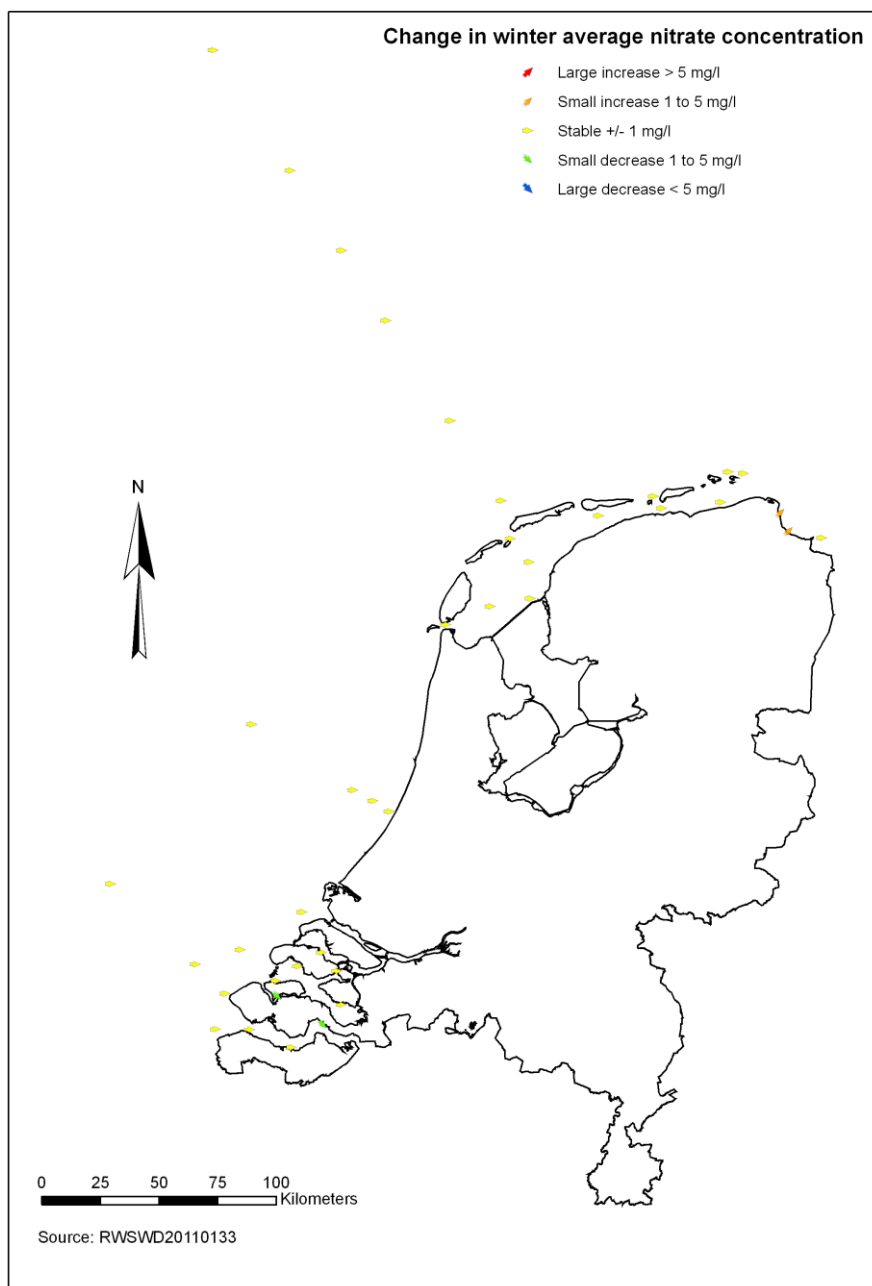 Change in winter average nitrate concentration
Large increase > 5 mg/l
Small increase 1 to 5 mg/l
Stable +/- 1 mg/l
Small decrease 1 to 5 mg/l
Large decrease < 5 mg/l
N
0 25 50 75 100
Kilometers
Source: RWSWD20110133